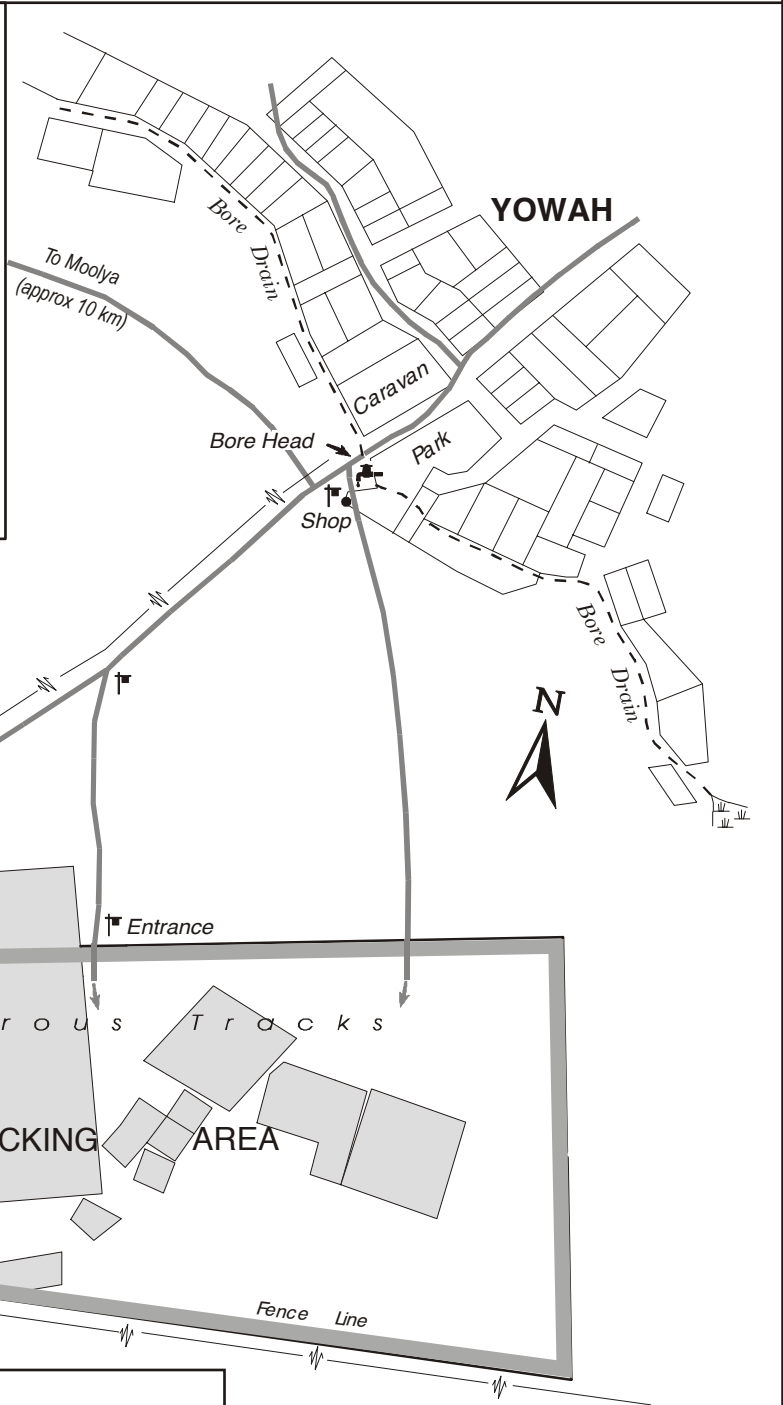 YOWAH
Bore
Drain
To Moolya
(approx 10 km)
Caravan
Park
Bore Head
Shop
Bore
Drain
N
Entrance
rous Tracks
CKING AREA
Fence Line